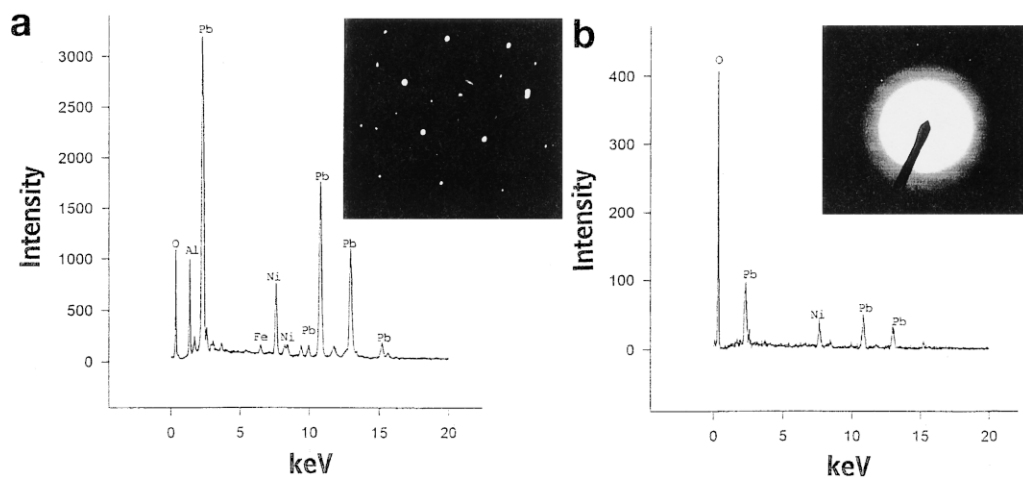 a
Intensity
3000
2500
2000
1500
1000
500
0
Pb
O
Al
Ni
Fe
Ni
Pb
Pb
Pb
Pb
0 5 10 15 20
keV
b
Intensity
400
300
200
100
0
O
Pb
Ni
Pb
Pb
0 5 10 15 20
keV